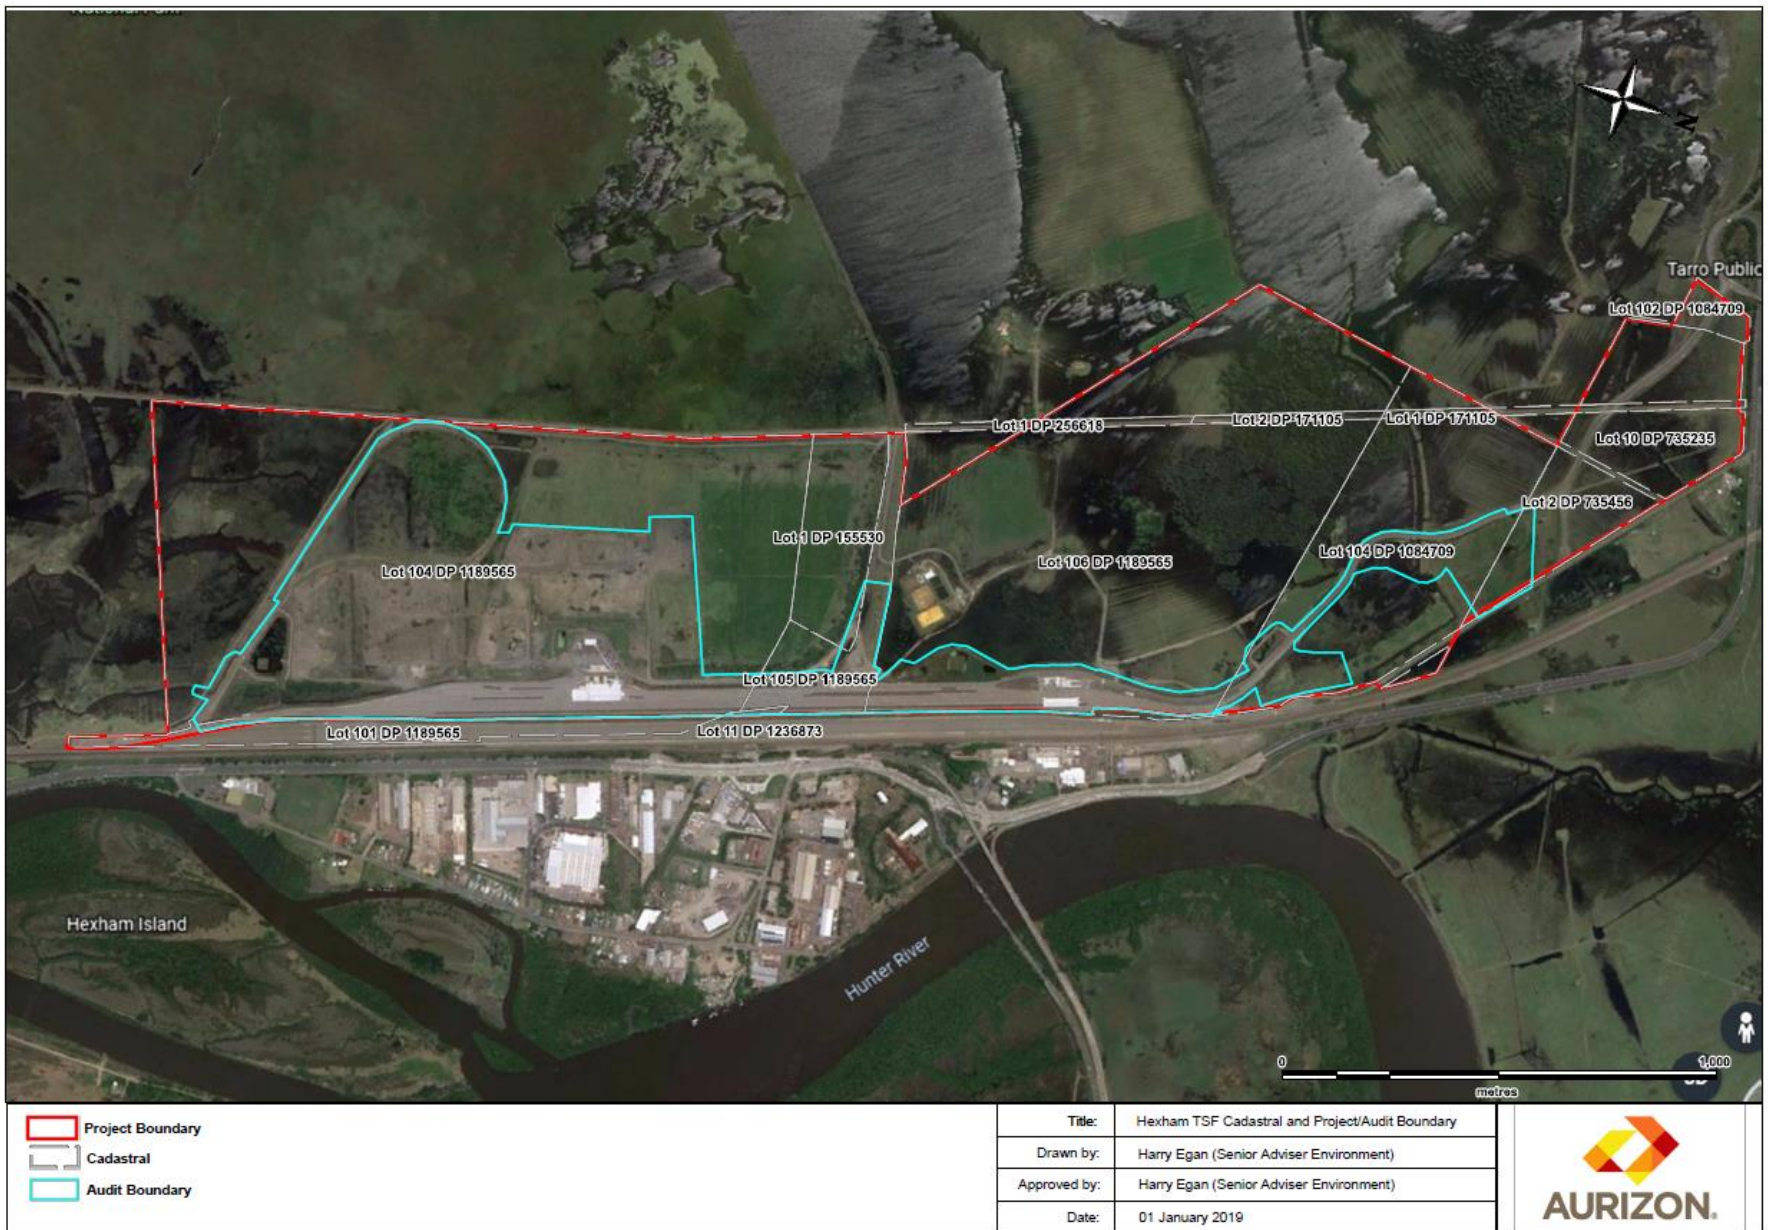 Tarro Public
Lot 102 DP 1084709
Lot 1 DP 256618
Lot 2 DP 171105
Lot 1 DP 171105
Lot 10 DP 735235
Lot 2 DP 735456
Lot 1 DP 155530
Lot 104 DP 1084709
Lot 104 DP 1189565
Lot 106 DP 1189565
Lot 105 DP 1189565
Lot 101 DP 1189565
Lot 11 DP 1236873
Hexham Island
Hunter River
N
0
1,000
metres
Project Boundary
Cadastral
Audit Boundary
Title: Hexham TSF Cadastral and Project/Audit Boundary
Drawn by: Harry Egan (Senior Adviser Environment)
Approved by: Harry Egan (Senior Adviser Environment)
Date: 01 January 2019
AURIZON.